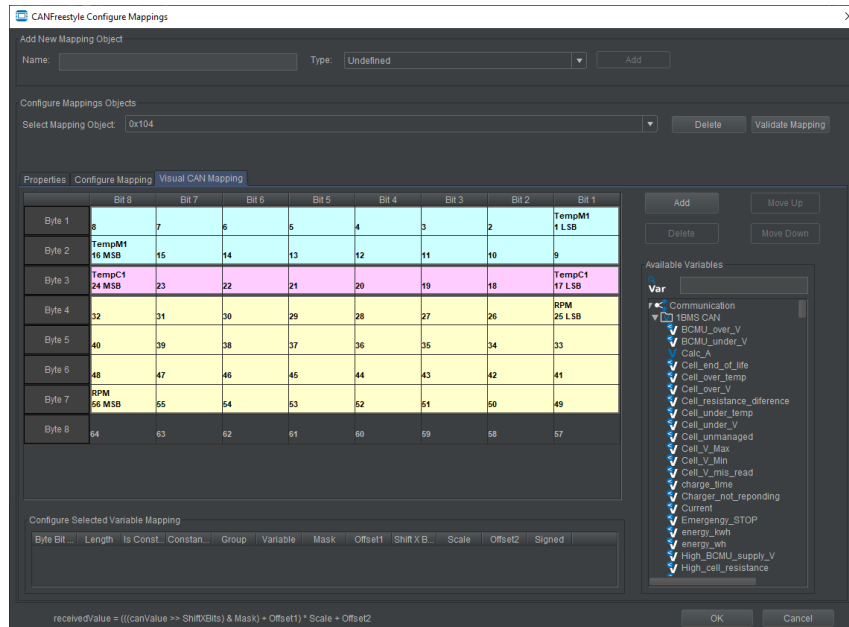 CANFreestyle Configure Mappings
Add New Mapping Object
Name: Type: Undefined Add
Configure Mappings Objects
Select Mapping Object: 0x104 Delete Validate Mapping
Properties Configure Mapping Visual CAN Mapping
Bit 8 Bit 7 Bit 6 Bit 5 Bit 4 Bit 3 Bit 2 Bit 1
Byte 1 8 7 6 5 4 3 2 TempM1
1 LSB
Byte 2 TempM1
16 MSB 15 14 13 12 11 10 9
Byte 3 TempC1 TempC1
24 MSB 23 22 21 20 19 18 17 LSB
Byte 4 32 31 30 29 28 27 26 RPM
25 LSB
Byte 5 40 39 38 37 36 35 34 33
Byte 6 48 47 46 45 44 43 42 41
Byte 7 RPM
56 MSB 55 54 53 52 51 50 49
Byte 8 64 63 62 61 60 59 58 57
Add Move Up
Delete Move Down
Available Variables
Var
Communication
1BMS CAN
BCMU_over_V
BCMU_under_V
Calc_A
Cell_end_of_life
Cell_over_temp
Cell_over_V
Cell_resistance_diference
Cell_under_temp
Cell_under_V
Cell_unmanaged
Cell_V_Max
Cell_V_Min
Cell_V_mis_read
charge_time
Charger_not_reponding
Current
Emergengy_STOP
energy_kwh
energy_wh
High_BCMU_supply_V
High_cell_resistance
Configure Selected Variable Mapping
Byte Bit ... Length Is Const... Constan... Group Variable Mask Offset1 Shift X B... Scale Offset2 Signed
receivedValue = (((canValue >> ShiftXBits) & Mask) + Offset1) * Scale + Offset2
OK Cancel